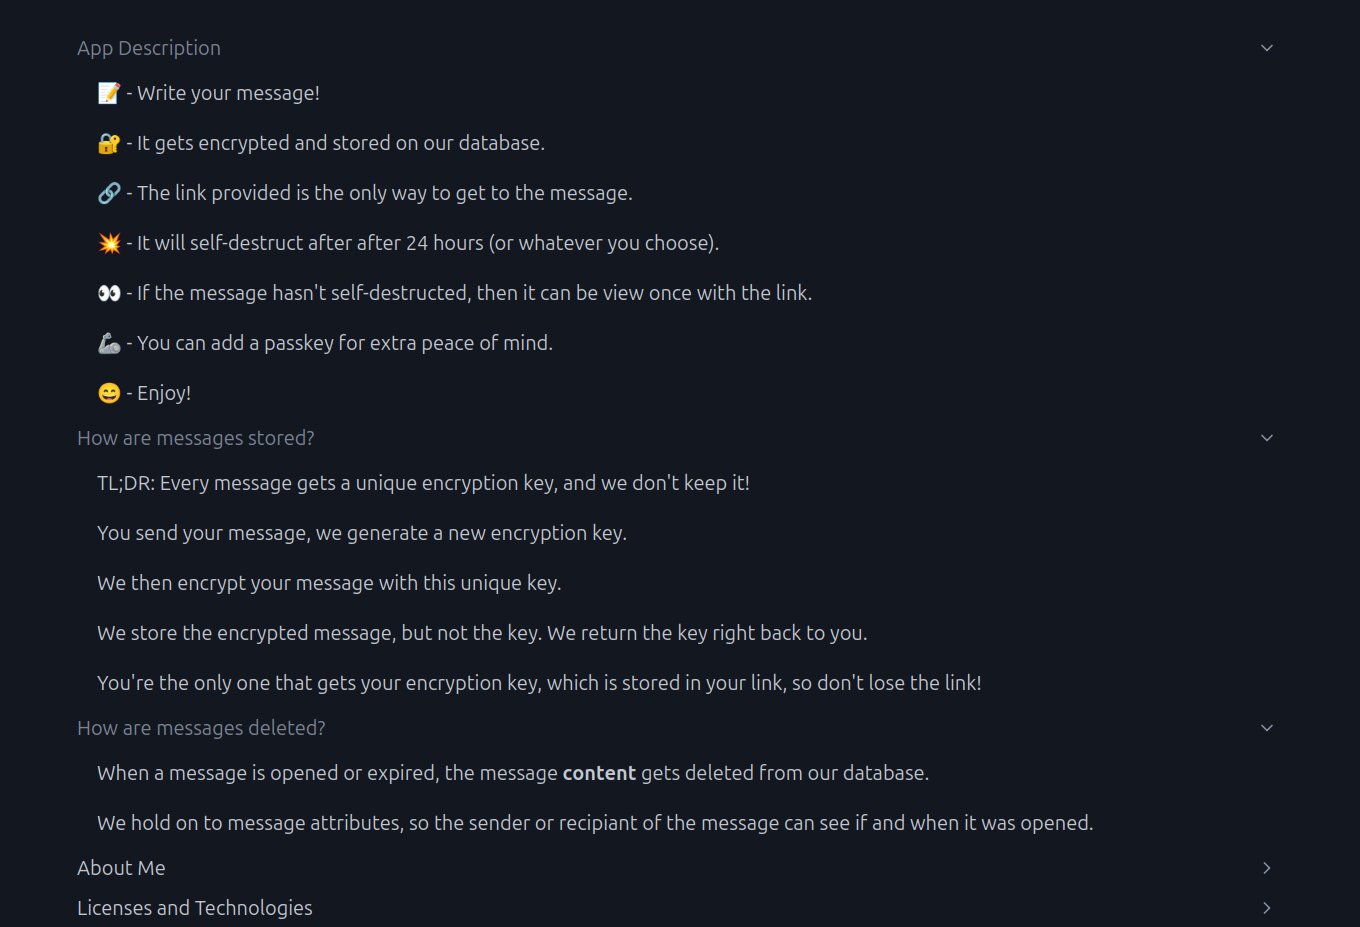 App Description
📝 - Write your message!
🔐 - It gets encrypted and stored on our database.
🔗 - The link provided is the only way to get to the message.
💥 - It will self-destruct after after 24 hours (or whatever you choose).
👀 - If the message hasn't self-destructed, then it can be view once with the link.
🦾 - You can add a passkey for extra peace of mind.
😄 - Enjoy!
How are messages stored?
TL;DR: Every message gets a unique encryption key, and we don't keep it!
You send your message, we generate a new encryption key.
We then encrypt your message with this unique key.
We store the encrypted message, but not the key. We return the key right back to you.
You're the only one that gets your encryption key, which is stored in your link, so don't lose the link!
How are messages deleted?
When a message is opened or expired, the message content gets deleted from our database.
We hold on to message attributes, so the sender or recipiant of the message can see if and when it was opened.
About Me
Licenses and Technologies